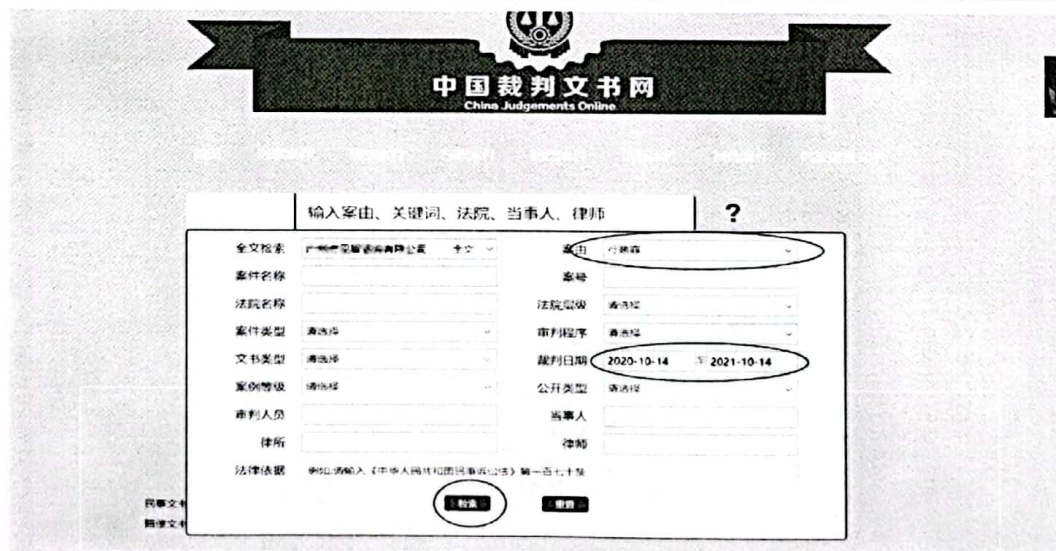 中国裁判文书网
China Judgements Online
输入案由、关键词、法院、当事人、律师 ?
全文检索 全文 案由 行贿罪
案件名称 案号
法院名称 法院层级 请选择
案件类型 请选择 审判程序 请选择
文书类型 请选择 裁判日期 2020-10-14 至 2021-10-14
案例等级 请选择 公开类型 请选择
审判人员 当事人
律所 律师
法律依据 例如:请输入《中华人民共和国民事诉讼法》第一百七十条
民事文书
检索 重置
赔偿文书